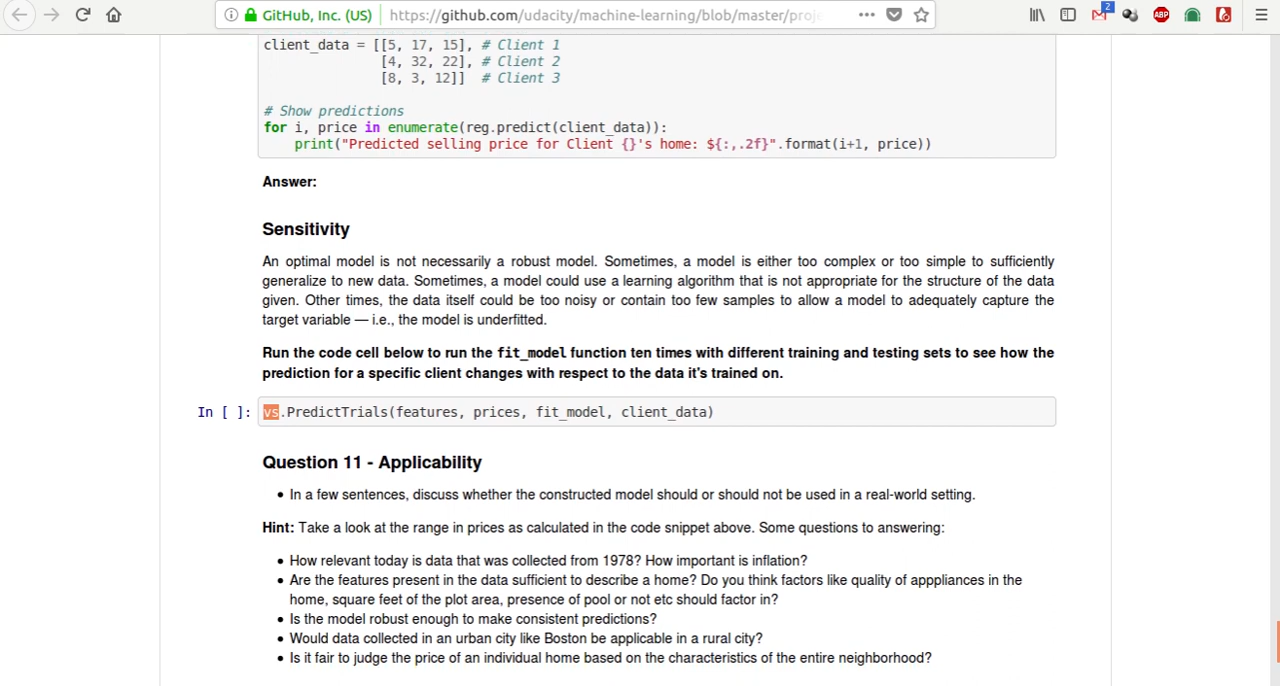 GitHub, Inc. (US) https://github.com/udacity/machine-learning/blob/master/proj
2
ABP
client_data = [[5, 17, 15], # Client 1
[4, 32, 22], # Client 2
[8, 3, 12]] # Client 3
# Show predictions
for i, price in enumerate(reg.predict(client_data)):
print("Predicted selling price for Client {}'s home: ${:,.2f}".format(i+1, price))
Answer:
Sensitivity
An optimal model is not necessarily a robust model. Sometimes, a model is either too complex or too simple to sufficiently
generalize to new data. Sometimes, a model could use a learning algorithm that is not appropriate for the structure of the data
given. Other times, the data itself could be too noisy or contain too few samples to allow a model to adequately capture the
target variable — i.e., the model is underfitted.
Run the code cell below to run the fit_model function ten times with different training and testing sets to see how the
prediction for a specific client changes with respect to the data it's trained on.
In [ ]: vs.PredictTrials(features, prices, fit_model, client_data)
Question 11 - Applicability
• In a few sentences, discuss whether the constructed model should or should not be used in a real-world setting.
Hint: Take a look at the range in prices as calculated in the code snippet above. Some questions to answering:
• How relevant today is data that was collected from 1978? How important is inflation?
• Are the features present in the data sufficient to describe a home? Do you think factors like quality of apppliances in the
home, square feet of the plot area, presence of pool or not etc should factor in?
• Is the model robust enough to make consistent predictions?
• Would data collected in an urban city like Boston be applicable in a rural city?
• Is it fair to judge the price of an individual home based on the characteristics of the entire neighborhood?